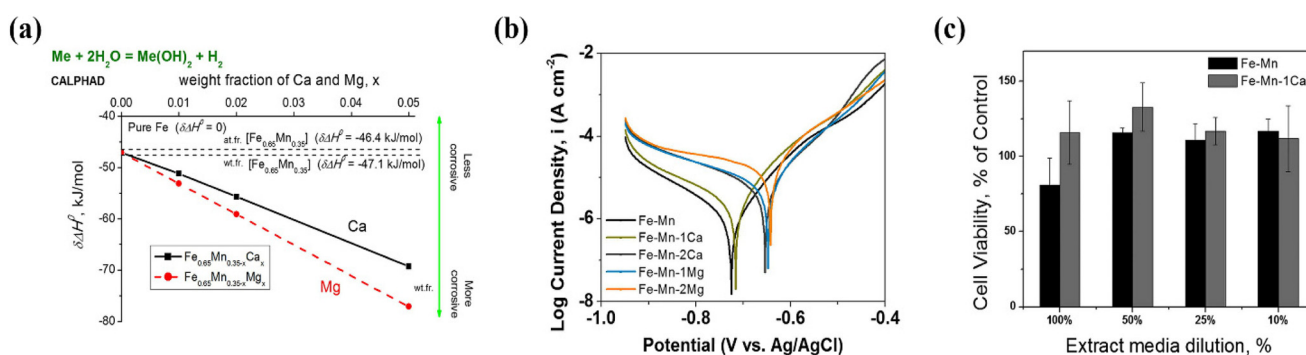 (a)
Me + 2H2O = Me(OH)2 + H2
CALPHAD
weight fraction of Ca and Mg, x
0.00 0.01 0.02 0.03 0.04 0.05
-40
-50
-60
-70
-80
δΔH⁰, kJ/mol
Pure Fe (δΔH⁰ = 0)
at.fr. [Fe0.65Mn0.35] (δΔH⁰ = -46.4 kJ/mol)
wt.fr. [Fe0.65Mn0.35] (δΔH⁰ = -47.1 kJ/mol)
Ca
Mg
Fe0.65Mn0.35-xCax
Fe0.65Mn0.35-xMgx
wt.fr.
Less corrosive
More corrosive
(b)
Log Current Density, i (A cm-2)
-2
-4
-6
-8
Fe-Mn
Fe-Mn-1Ca
Fe-Mn-2Ca
Fe-Mn-1Mg
Fe-Mn-2Mg
-1.0 -0.8 -0.6 -0.4
Potential (V vs. Ag/AgCl)
(c)
Cell Viability, % of Control
150
100
50
0
Fe-Mn
Fe-Mn-1Ca
100% 50% 25% 10%
Extract media dilution, %